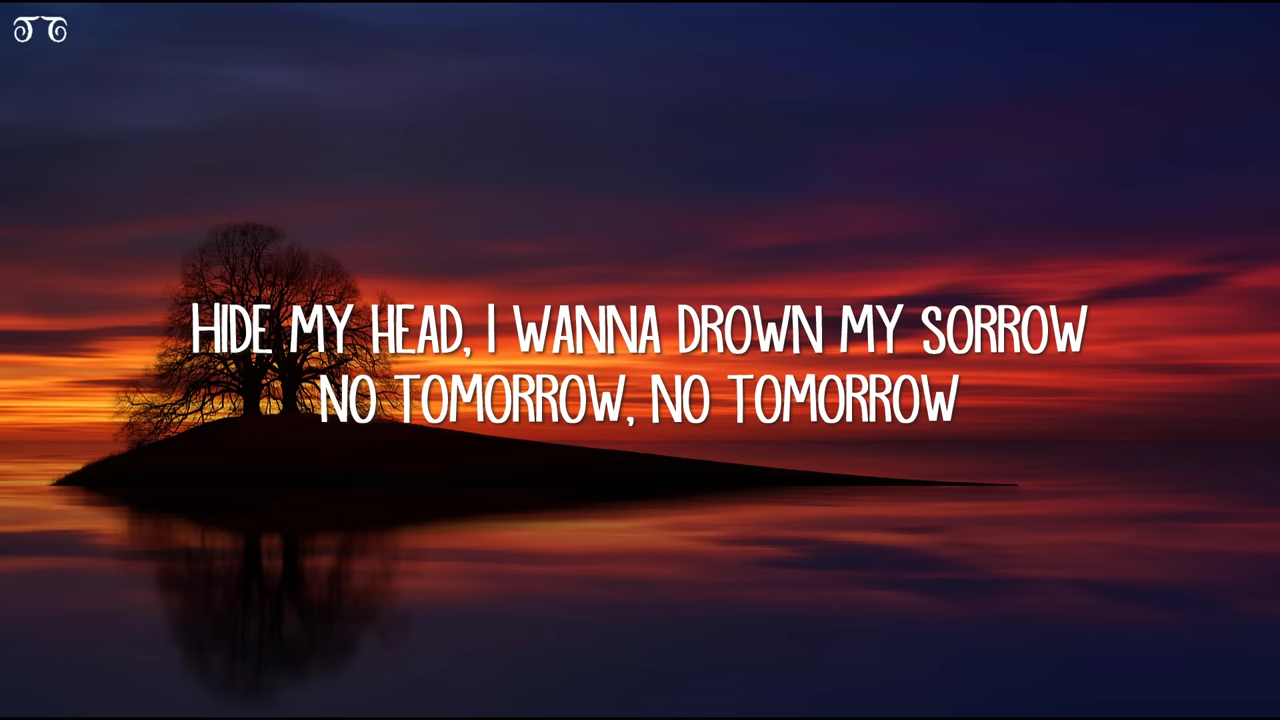 HIDE MY HEAD, I WANNA DROWN MY SORROW
NO TOMORROW, NO TOMORROW